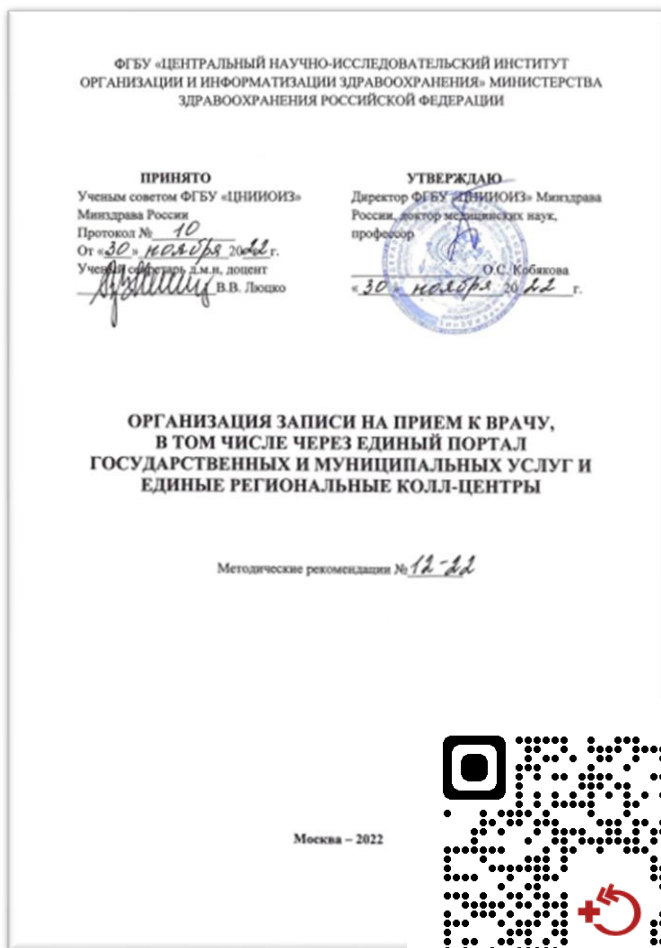 ФГБУ «ЦЕНТРАЛЬНЫЙ НАУЧНО-ИССЛЕДОВАТЕЛЬСКИЙ ИНСТИТУТ
ОРГАНИЗАЦИИ И ИНФОРМАТИЗАЦИИ ЗДРАВООХРАНЕНИЯ» МИНИСТЕРСТВА
ЗДРАВООХРАНЕНИЯ РОССИЙСКОЙ ФЕДЕРАЦИИ
ПРИНЯТО
Ученым советом ФГБУ «ЦНИИОИЗ»
Минздрава России
Протокол № 10
От «30» ноября 2022 г.
Ученый секретарь д.м.н, доцент
В.В. Люцко
УТВЕРЖДАЮ
Директор ФГБУ «ЦНИИОИЗ» Минздрава
России, доктор медицинских наук,
профессор
О.С. Кобякова
«30» ноября 2022 г.
ОРГАНИЗАЦИЯ ЗАПИСИ НА ПРИЕМ К ВРАЧУ,
В ТОМ ЧИСЛЕ ЧЕРЕЗ ЕДИНЫЙ ПОРТАЛ
ГОСУДАРСТВЕННЫХ И МУНИЦИПАЛЬНЫХ УСЛУГ И
ЕДИНЫЕ РЕГИОНАЛЬНЫЕ КОЛЛ-ЦЕНТРЫ
Методические рекомендации № 12-22
Москва – 2022